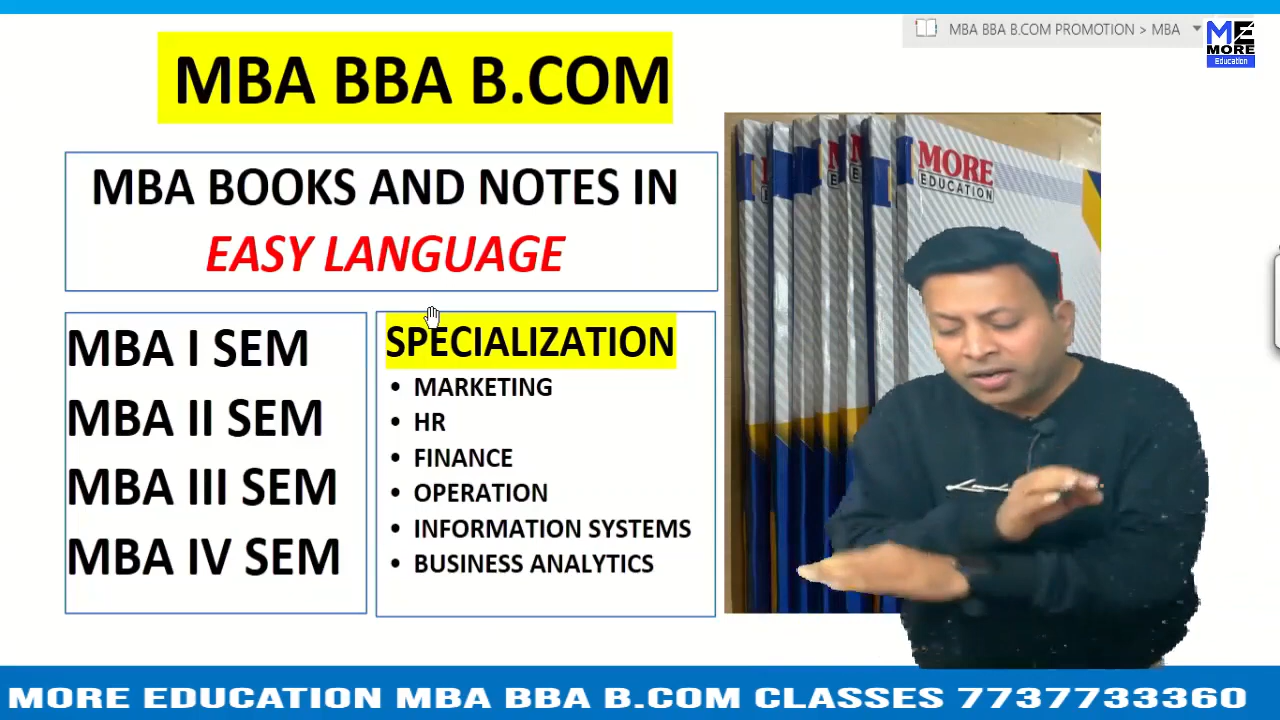 MBA BBA B.COM PROMOTION > MBA
ME
MORE
Education
MBA BBA B.COM
MBA BOOKS AND NOTES IN
EASY LANGUAGE
MBA I SEM
MBA II SEM
MBA III SEM
MBA IV SEM
SPECIALIZATION
• MARKETING
• HR
• FINANCE
• OPERATION
• INFORMATION SYSTEMS
• BUSINESS ANALYTICS
MORE
EDUCATION
MORE EDUCATION MBA BBA B.COM CLASSES 7737733360